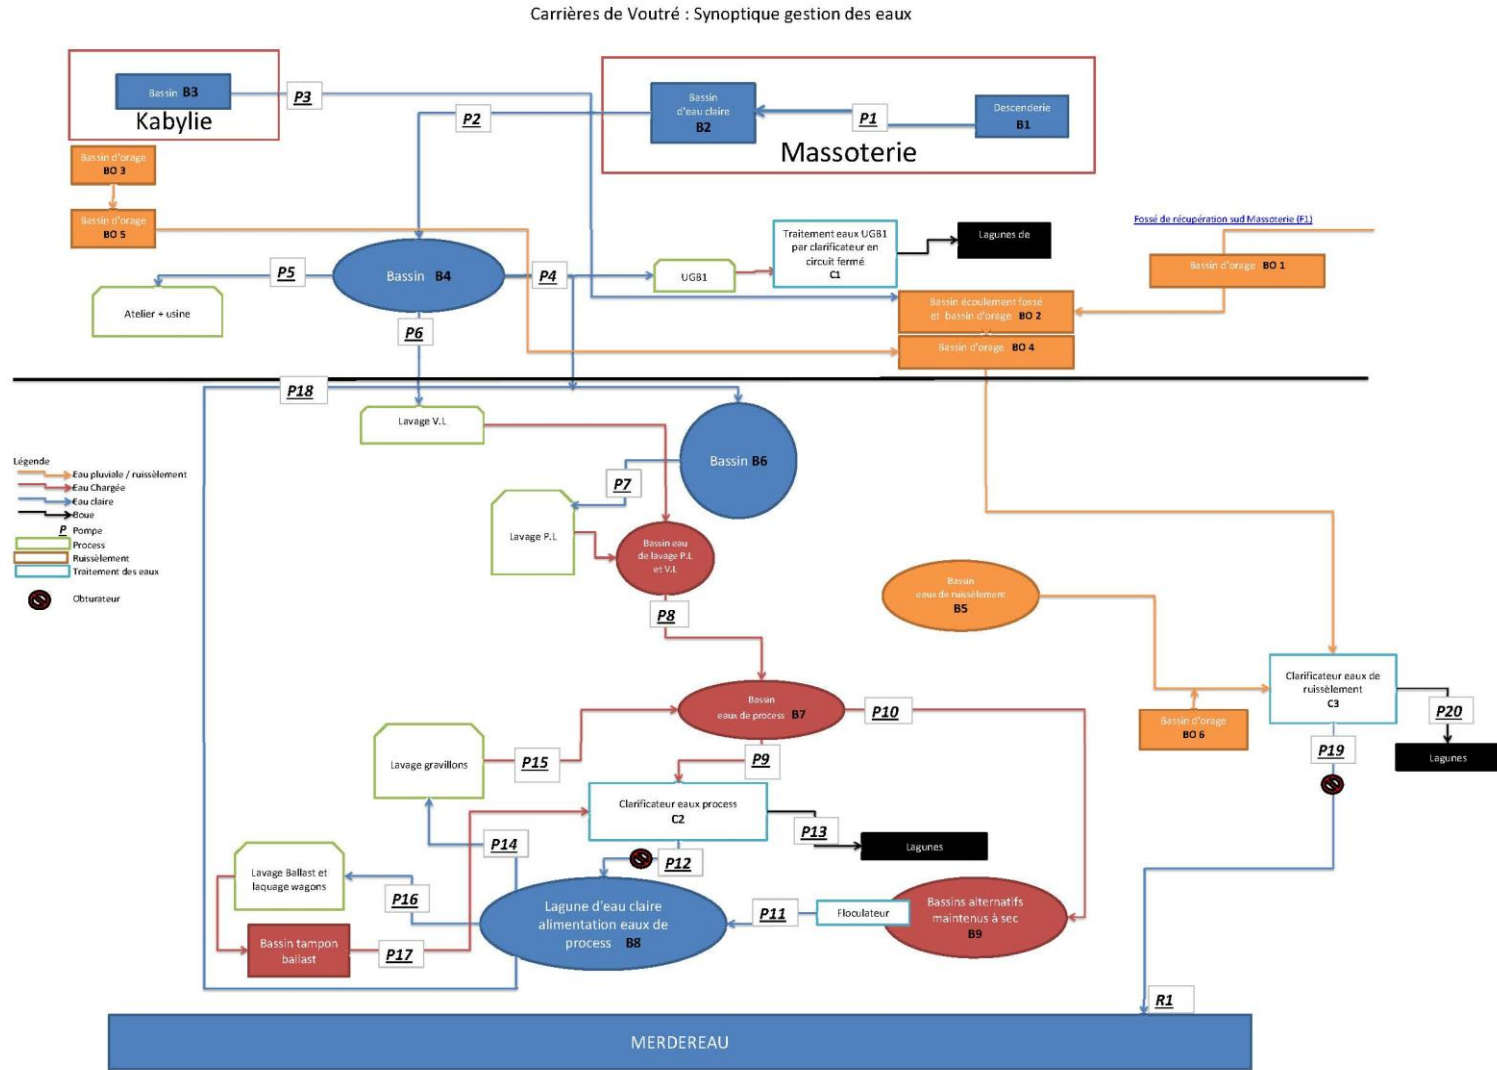 Carrières de Voutré : Synoptique gestion des eaux
Bassin B3
Kabylie
P3
P2
Bassin
d'eau claire
B2
P1
Descenderie
B1
Massoterie
Bassin d'orage
BO 3
Bassin d'orage
BO 5
Bassin B4
P5
P4
P6
Atelier + usine
UGB1
Traitement eaux UGB1
par clarificateur en
circuit fermé
C1
Lagunes de
Fossé de récupération sud Massoterie (F1)
Bassin d'orage BO 1
Bassin écoulement fossé
et bassin d'orage BO 2
Bassin d'orage BO 4
P18
Lavage V.L
Bassin B6
P7
Lavage P.L
Bassin eau
de lavage P.L
et V.L
P8
Légende
Eau pluviale / ruissèlement
Eau Chargée
Eau claire
Boue
P Pompe
Process
Ruissèlement
Traitement des eaux
Obturateur
Bassin
eaux de ruissèlement
B5
Clarificateur eaux de
ruissèlement
C3
Bassin d'orage
BO 6
P20
Lagunes
P19
Bassin
eaux de process B7
P10
P9
Lavage gravillons
P15
Clarificateur eaux process
C2
P13
Lagunes
P14
P12
Lavage Ballast et
laquage wagons
P16
Lagune d'eau claire
alimentation eaux de
process B8
P11
Floculateur
Bassins alternatifs
maintenus à sec
B9
Bassin tampon
ballast
P17
R1
MERDEREAU